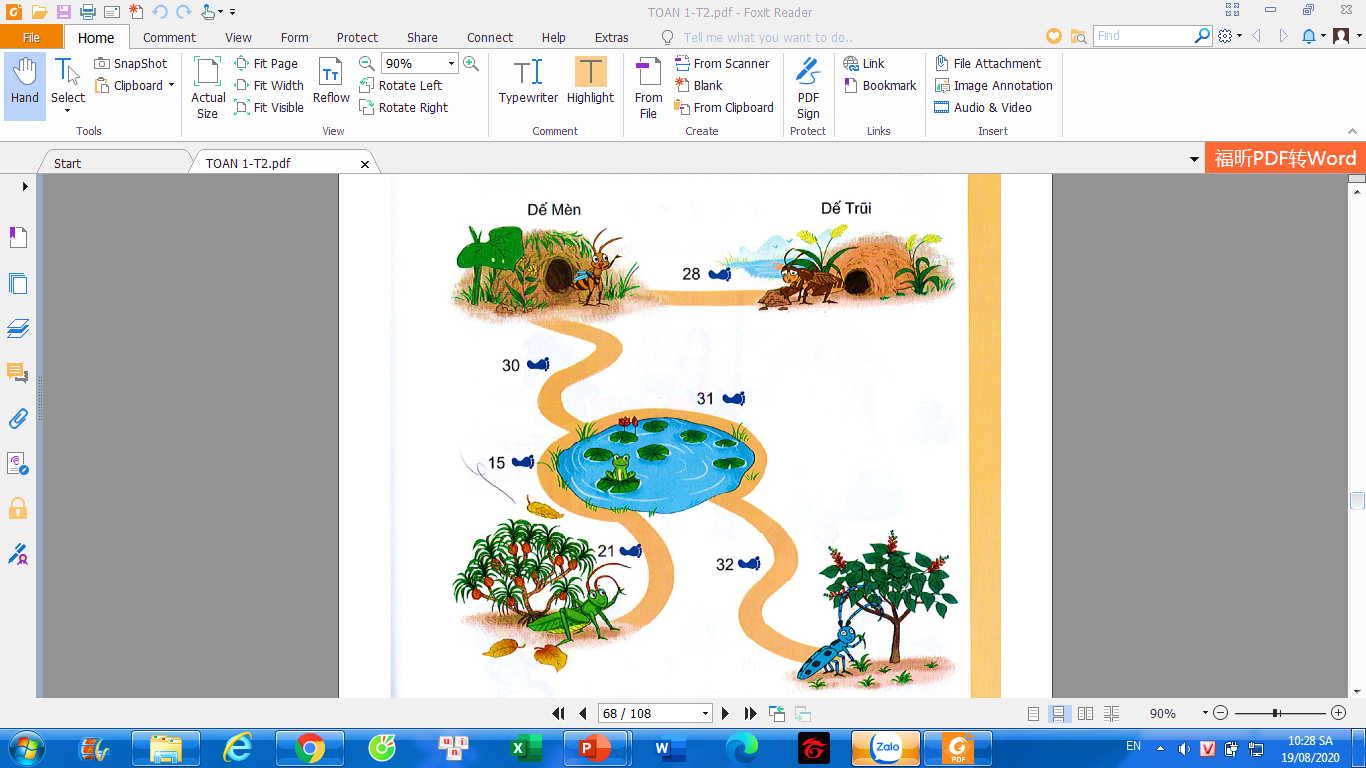 TOAN 1-T2.pdf - Foxit Reader
File Home Comment View Form Protect Share Connect Help Extras Tell me what you want to do.. Find
Hand
Select
SnapShot
Clipboard
Tools
Actual Size
Fit Page
Fit Width
Fit Visible
Reflow
90%
Rotate Left
Rotate Right
View
Typewriter
Highlight
Comment
From File
From Scanner
Blank
From Clipboard
Create
PDF Sign
Protect
Link
Bookmark
Links
File Attachment
Image Annotation
Audio & Video
Insert
Start
TOAN 1-T2.pdf
福昕PDF转Word
Dế Mèn
Dế Trũi
28
30
31
15
21
32
68 / 108
90%
EN
10:28 SA
19/08/2020
Zalo
PDF